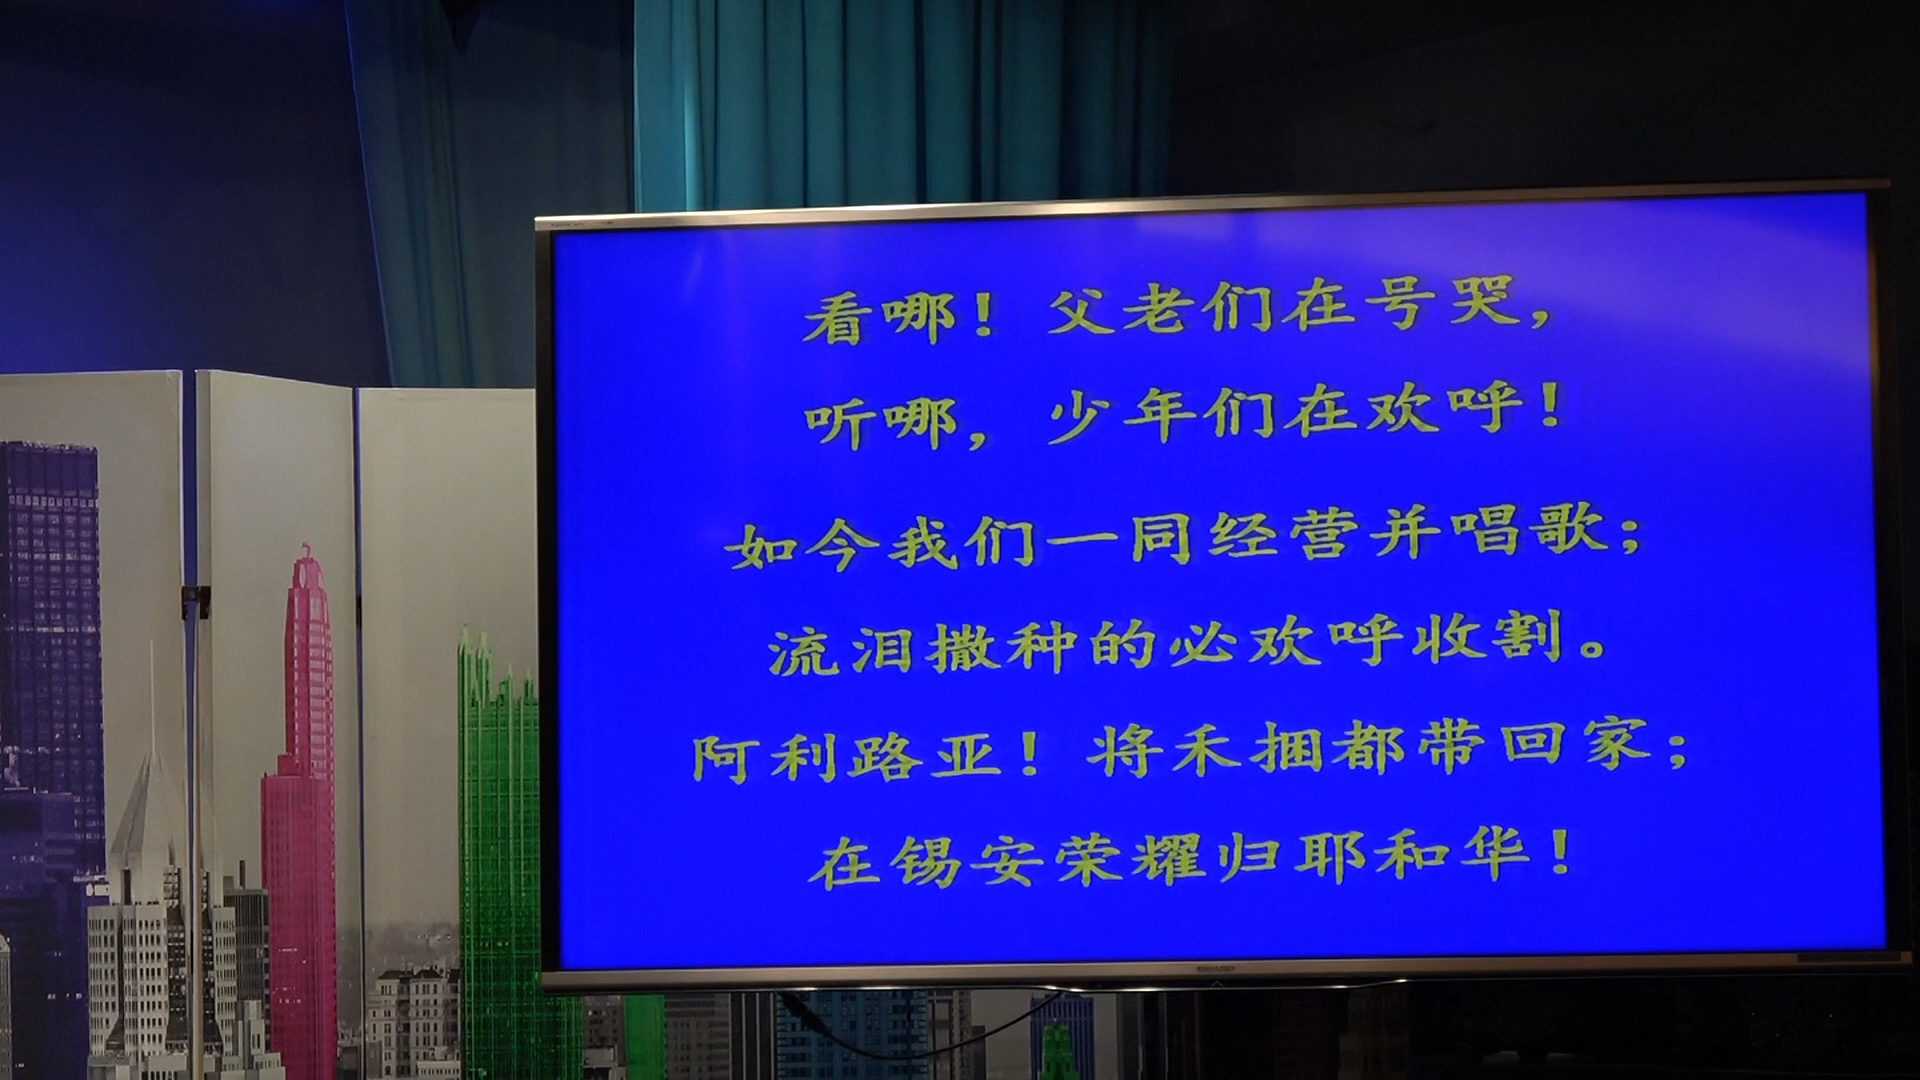 看哪！父老们在号哭，
听哪，少年们在欢呼！
如今我们一同经营并唱歌；
流泪撒种的必欢呼收割。
阿利路亚！将禾捆都带回家；
在锡安荣耀归耶和华！
SHARP